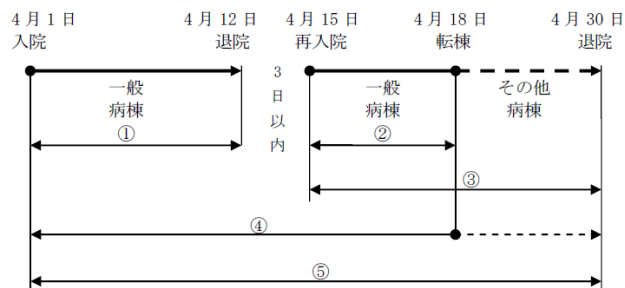 4月1日 4月12日 4月15日 4月18日 4月30日
入院 退院 再入院 転棟 退院
一般
病棟
3日以内
一般
病棟
その他
病棟
①
②
③
④
⑤